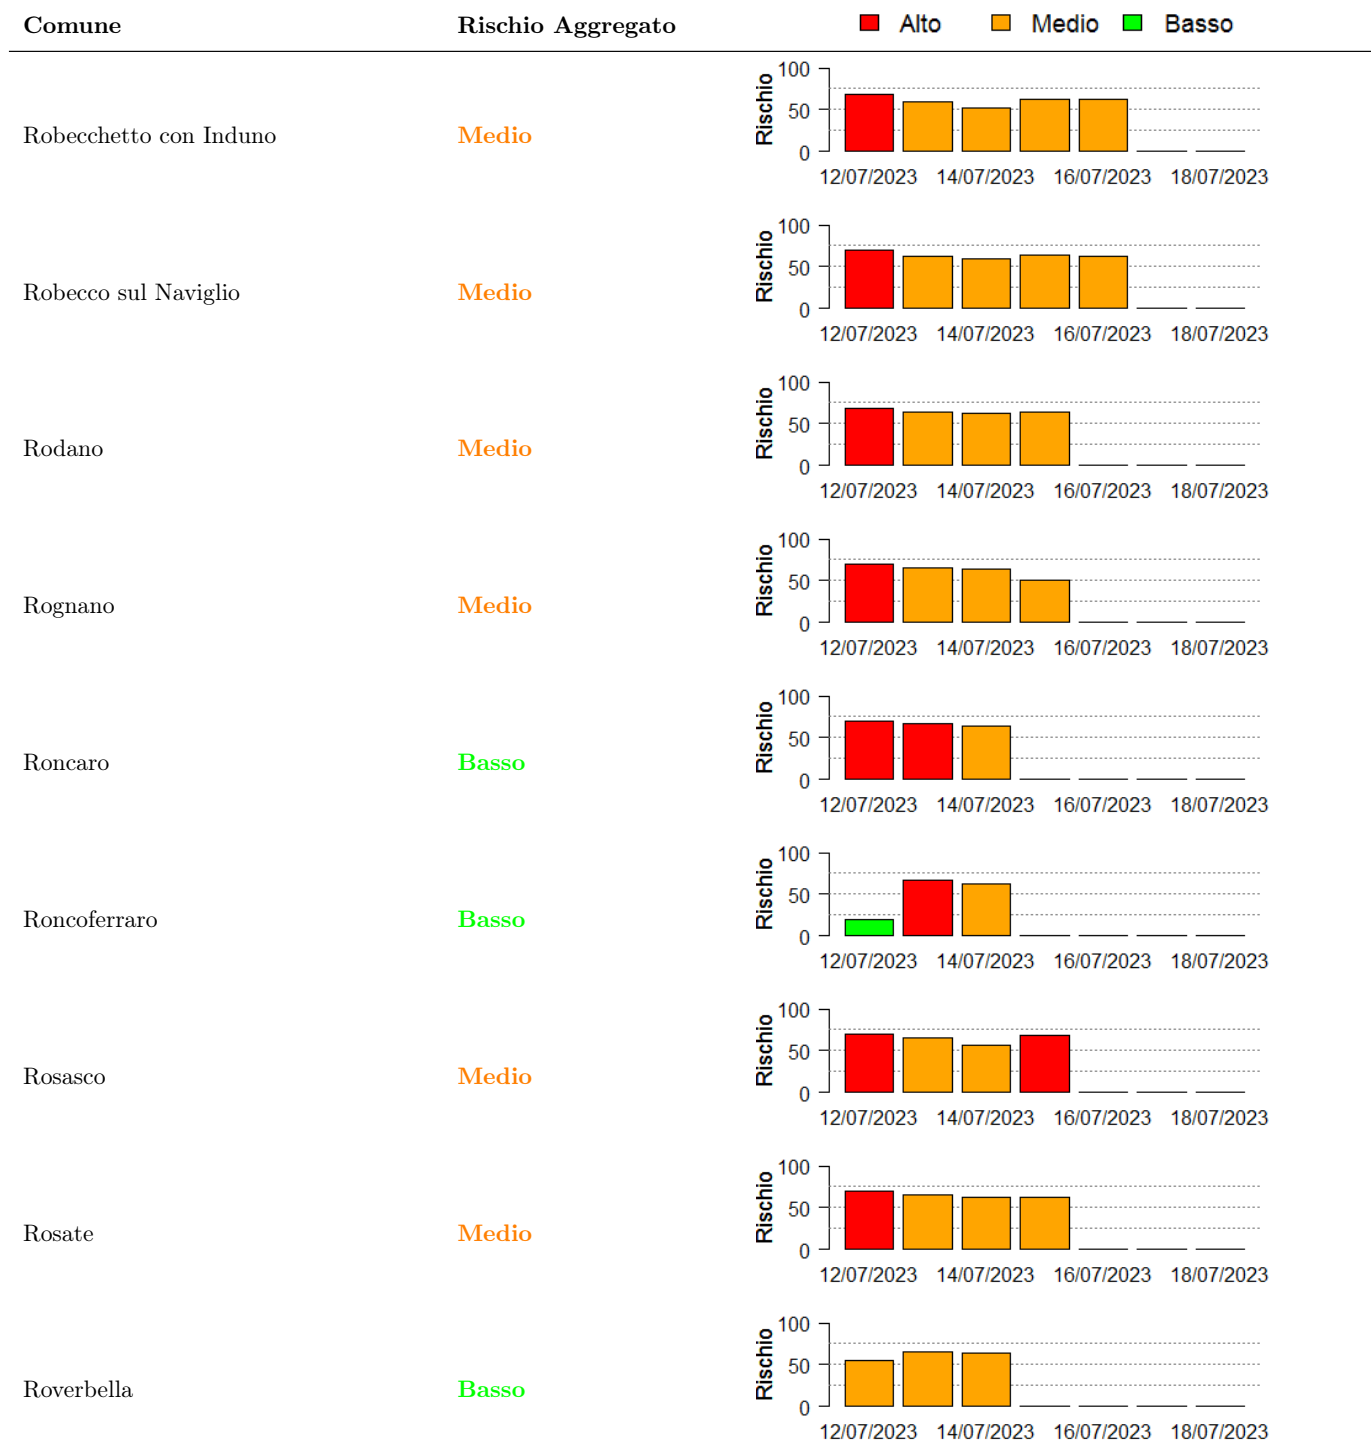 Comune Rischio Aggregato Alto Medio Basso
Robecchetto con Induno Medio
Rischio
100
50
0
12/07/2023 14/07/2023 16/07/2023 18/07/2023
Robecco sul Naviglio Medio
Rischio
100
50
0
12/07/2023 14/07/2023 16/07/2023 18/07/2023
Rodano Medio
Rischio
100
50
0
12/07/2023 14/07/2023 16/07/2023 18/07/2023
Rognano Medio
Rischio
100
50
0
12/07/2023 14/07/2023 16/07/2023 18/07/2023
Roncaro Basso
Rischio
100
50
0
12/07/2023 14/07/2023 16/07/2023 18/07/2023
Roncoferraro Basso
Rischio
100
50
0
12/07/2023 14/07/2023 16/07/2023 18/07/2023
Rosasco Medio
Rischio
100
50
0
12/07/2023 14/07/2023 16/07/2023 18/07/2023
Rosate Medio
Rischio
100
50
0
12/07/2023 14/07/2023 16/07/2023 18/07/2023
Roverbella Basso
Rischio
100
50
0
12/07/2023 14/07/2023 16/07/2023 18/07/2023